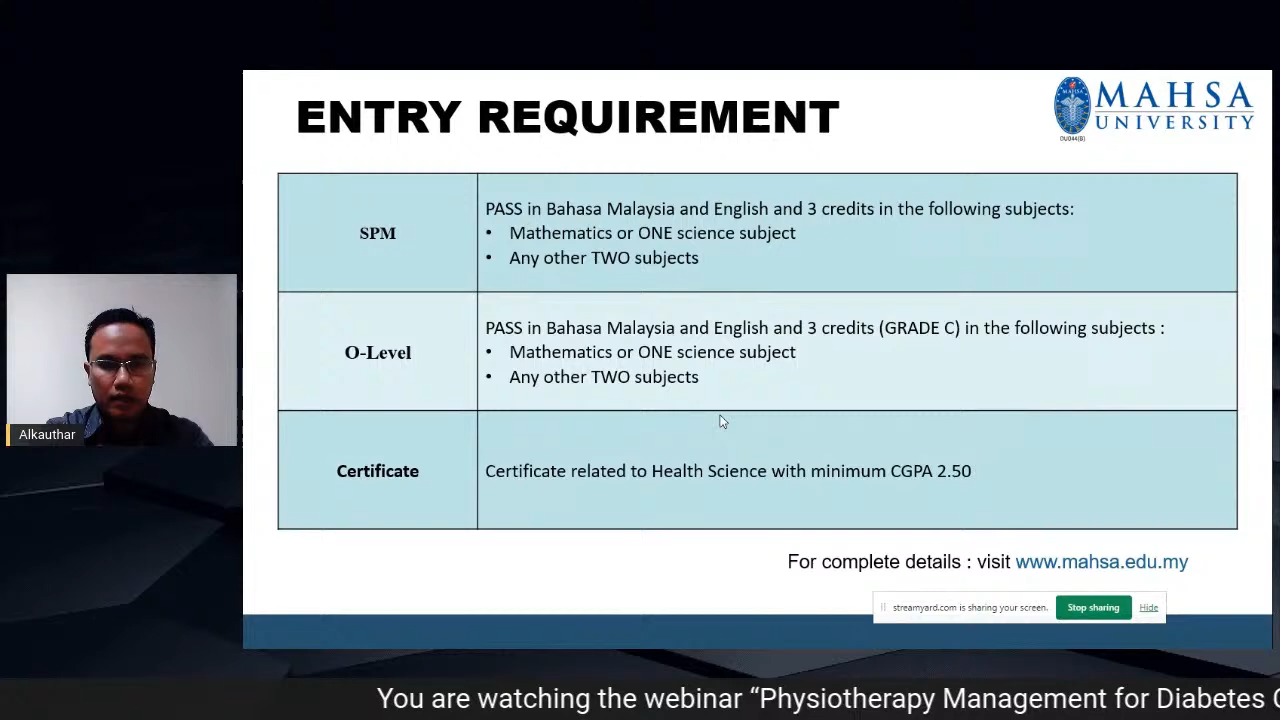 ENTRY REQUIREMENT
MAHSA
UNIVERSITY
DU044(B)
SPM
PASS in Bahasa Malaysia and English and 3 credits in the following subjects:
• Mathematics or ONE science subject
• Any other TWO subjects
O-Level
PASS in Bahasa Malaysia and English and 3 credits (GRADE C) in the following subjects :
• Mathematics or ONE science subject
• Any other TWO subjects
Certificate
Certificate related to Health Science with minimum CGPA 2.50
For complete details : visit www.mahsa.edu.my
streamyard.com is sharing your screen. Stop sharing Hide
Alkauthar
You are watching the webinar “Physiotherapy Management for Diabetes